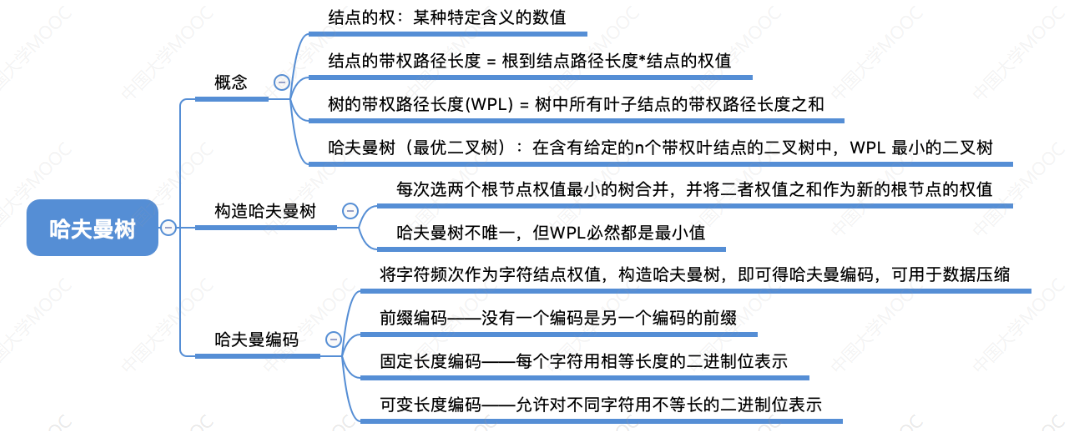 结点的权：某种特定含义的数值
结点的带权路径长度 = 根到结点路径长度*结点的权值
概念
树的带权路径长度(WPL) = 树中所有叶子结点的带权路径长度之和
哈夫曼树（最优二叉树）：在含有给定的n个带权叶结点的二叉树中，WPL 最小的二叉树
每次选两个根节点权值最小的树合并，并将二者权值之和作为新的根节点的权值
构造哈夫曼树
哈夫曼树
哈夫曼树不唯一，但WPL必然都是最小值
将字符频次作为字符结点权值，构造哈夫曼树，即可得哈夫曼编码，可用于数据压缩
前缀编码——没有一个编码是另一个编码的前缀
哈夫曼编码
固定长度编码——每个字符用相等长度的二进制位表示
可变长度编码——允许对不同字符用不等长的二进制位表示
中国大学MOOC